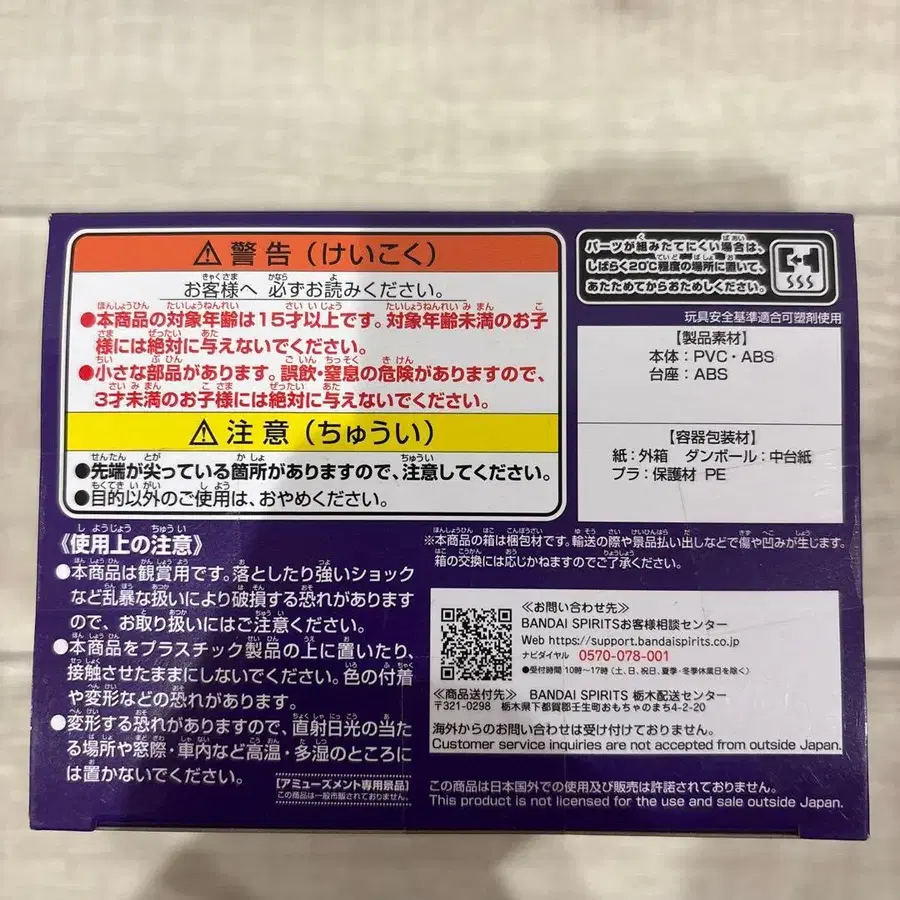 ⚠ 警告（けいこく）
お客様へ 必ずお読みください。
●本商品の対象年齢は15才以上です。対象年齢未満のお子
様には絶対に与えないでください。
●小さな部品があります。誤飲・窒息の危険がありますので、
3才未満のお子様には絶対に与えないでください。
⚠ 注意（ちゅうい）
●先端が尖っている箇所がありますので、注意してください。
●目的以外のご使用は、おやめください。
《使用上の注意》
●本商品は観賞用です。落としたり強いショック
など乱暴な扱いにより破損する恐れがあります
ので、お取り扱いにはご注意ください。
●本商品をプラスチック製品の上に置いたり、
接触させたままにしないでください。色の付着
や変形などの恐れがあります。
●変形する恐れがありますので、直射日光の当た
る場所や窓際・車内など高温・多湿のところに
は置かないでください。
【アミューズメント専用景品】
この商品は一般市販されておりません。
パーツが組みたてにくい場合は、
しばらく20℃程度の場所に置いて、
あたためてからおためしください。
玩具安全基準適合可塑剤使用
【製品素材】
本体：PVC・ABS
台座：ABS
【容器包装材】
紙：外箱 ダンボール：中台紙
プラ：保護材 PE
※本商品の箱は梱包材です。輸送の際や景品払い出しなどで傷や凹みが生じます。
箱の交換には応じかねますのでご了承ください。
≪お問い合わせ先≫
BANDAI SPIRITSお客様相談センター
Web https://support.bandaispirits.co.jp
ナビダイヤル 0570-078-001
●受付時間 10時～17時（土、日、祝日、夏季・冬季休業日を除く）
≪商品送付先≫ BANDAI SPIRITS 栃木配送センター
〒321-0298 栃木県下都賀郡壬生町おもちゃのまち4-2-20
海外からのお問い合わせは受け付けておりません。
Customer service inquiries are not accepted from outside Japan.
この商品は日本国外での使用及び販売は許諾されておりません。
This product is not licensed for the use and sale outside Japan.